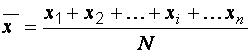 x̄ = (x₁ + x₂ + ... + xᵢ + ... xₙ) / N